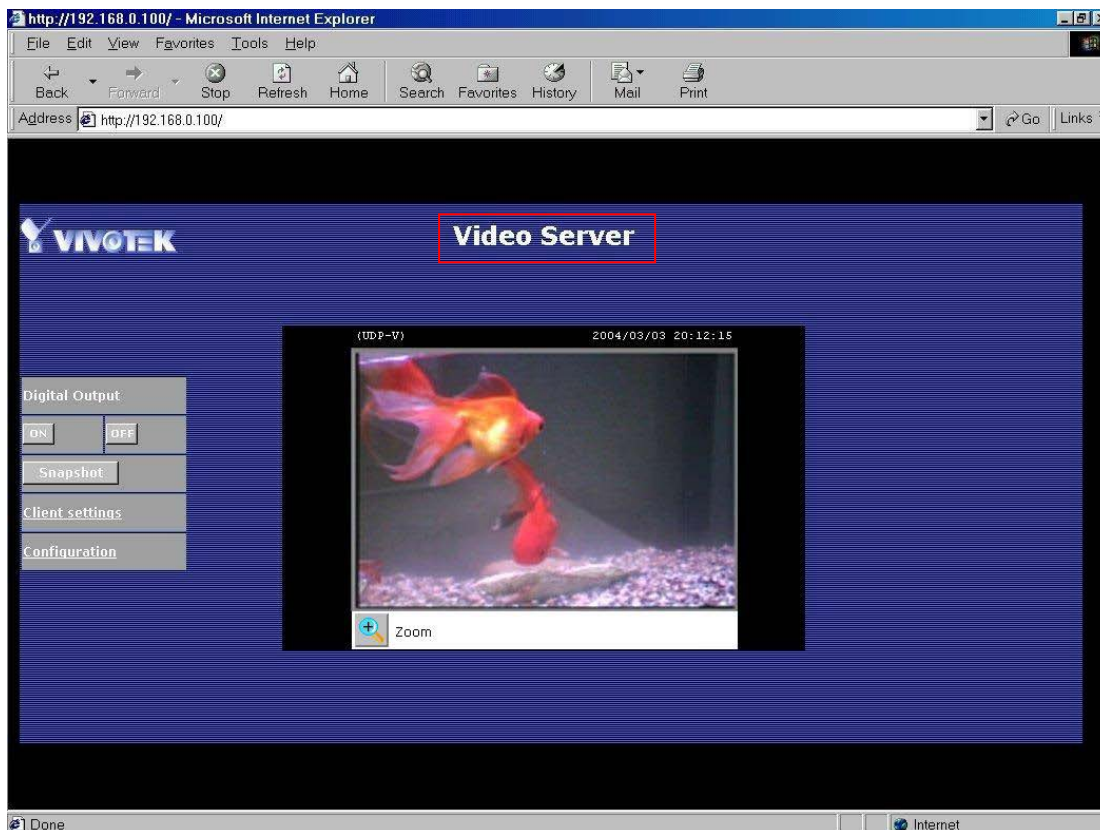 http://192.168.0.100/ - Microsoft Internet Explorer
File Edit View Favorites Tools Help
Back Forward Stop Refresh Home Search Favorites History Mail Print
Address http://192.168.0.100/ Go Links
VIVOTEK
Video Server
(UDP-V) 2004/03/03 20:12:15
Digital Output
ON OFF
Snapshot
Client settings
Configuration
Zoom
Done Internet